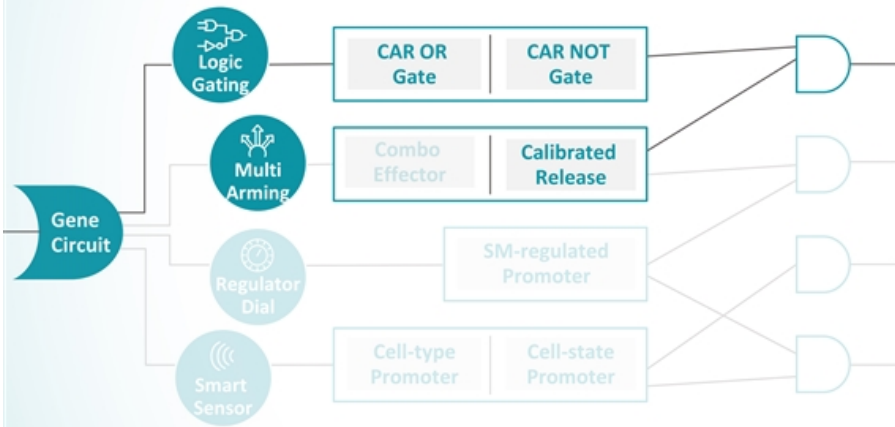 Logic
Gating
CAR OR
Gate
CAR NOT
Gate
Multi
Arming
Combo
Effector
Calibrated
Release
Gene
Circuit
Regulator
Dial
SM-regulated
Promoter
Smart
Sensor
Cell-type
Promoter
Cell-state
Promoter